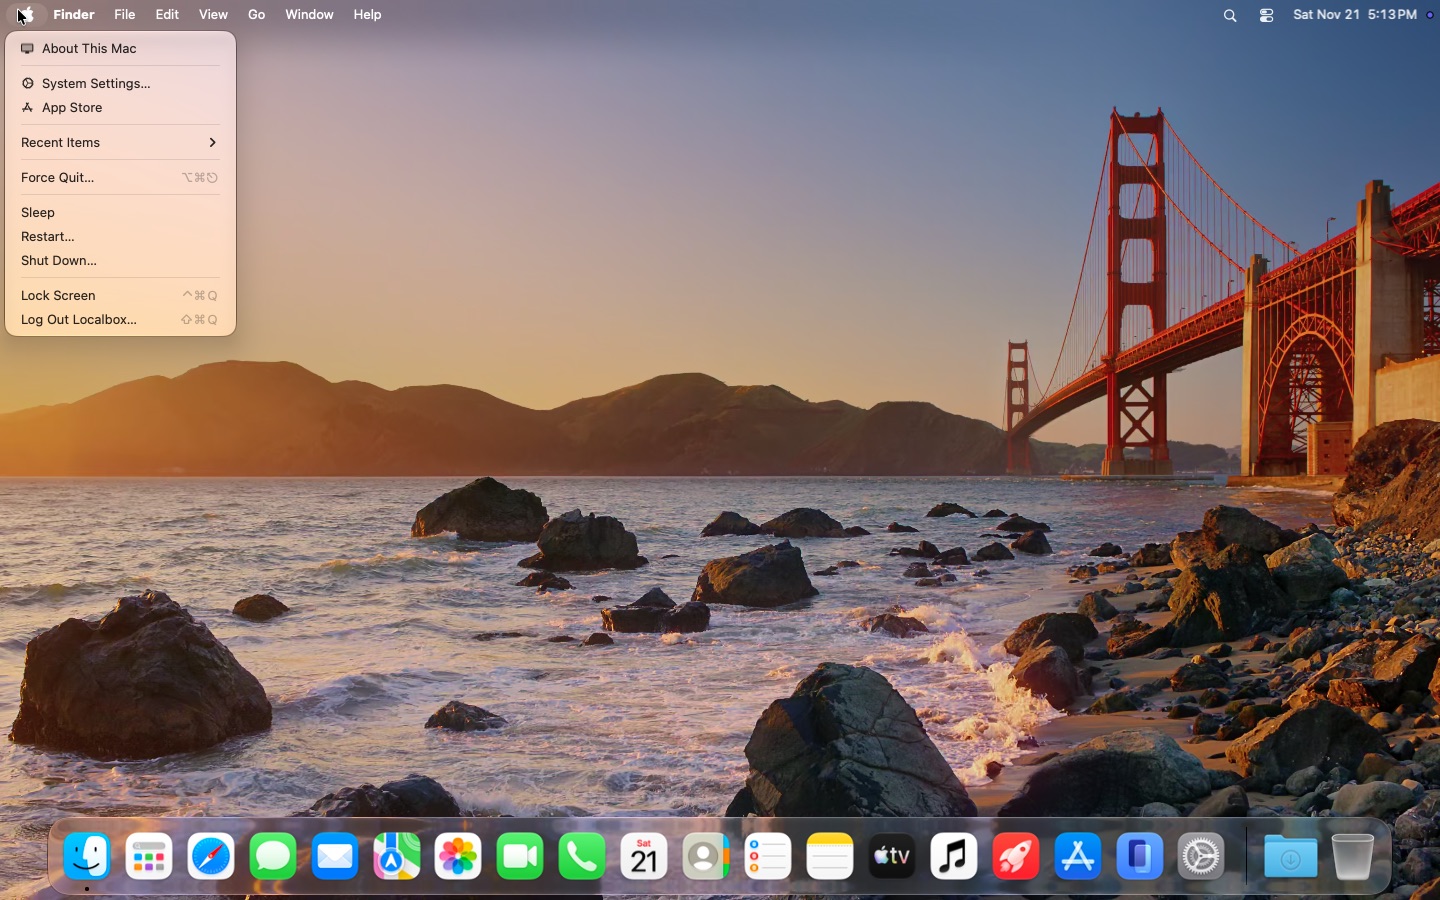 Finder File Edit View Go Window Help Sat Nov 21 5:13 PM
About This Mac
System Settings...
App Store
Recent Items
Force Quit... ⌥⌘⎋
Sleep
Restart...
Shut Down...
Lock Screen ^⌘Q
Log Out Localbox... ⇧⌘Q
Sat
21
tv